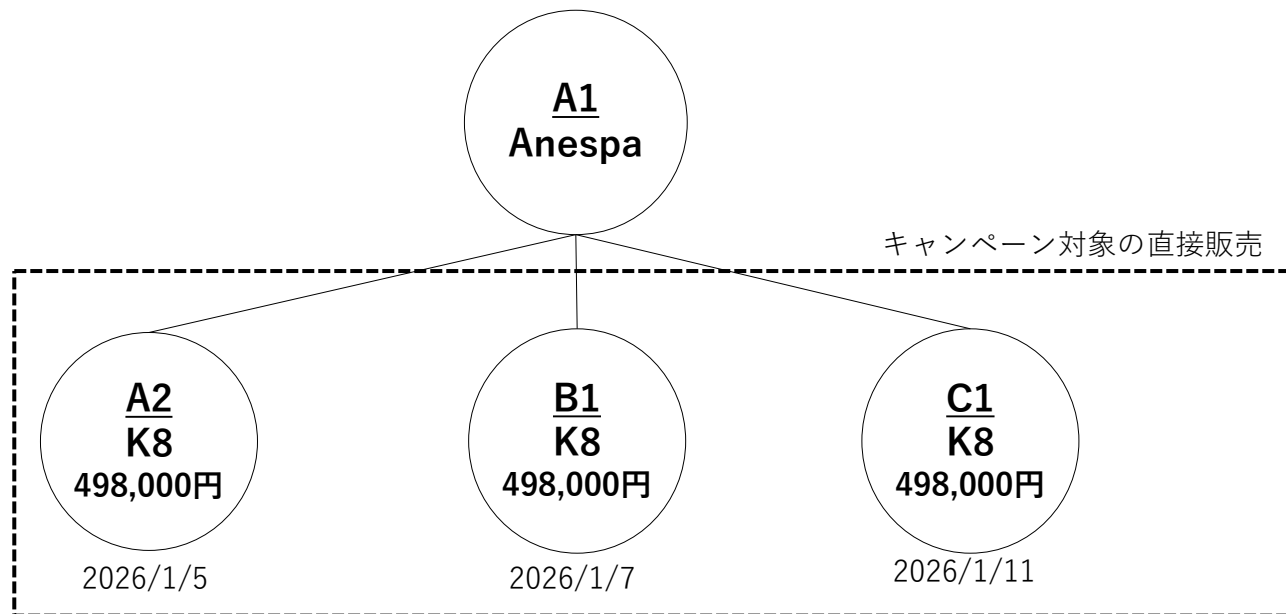 A1
Anespa
キャンペーン対象の直接販売
A2
K8
498,000円
2026/1/5
B1
K8
498,000円
2026/1/7
C1
K8
498,000円
2026/1/11